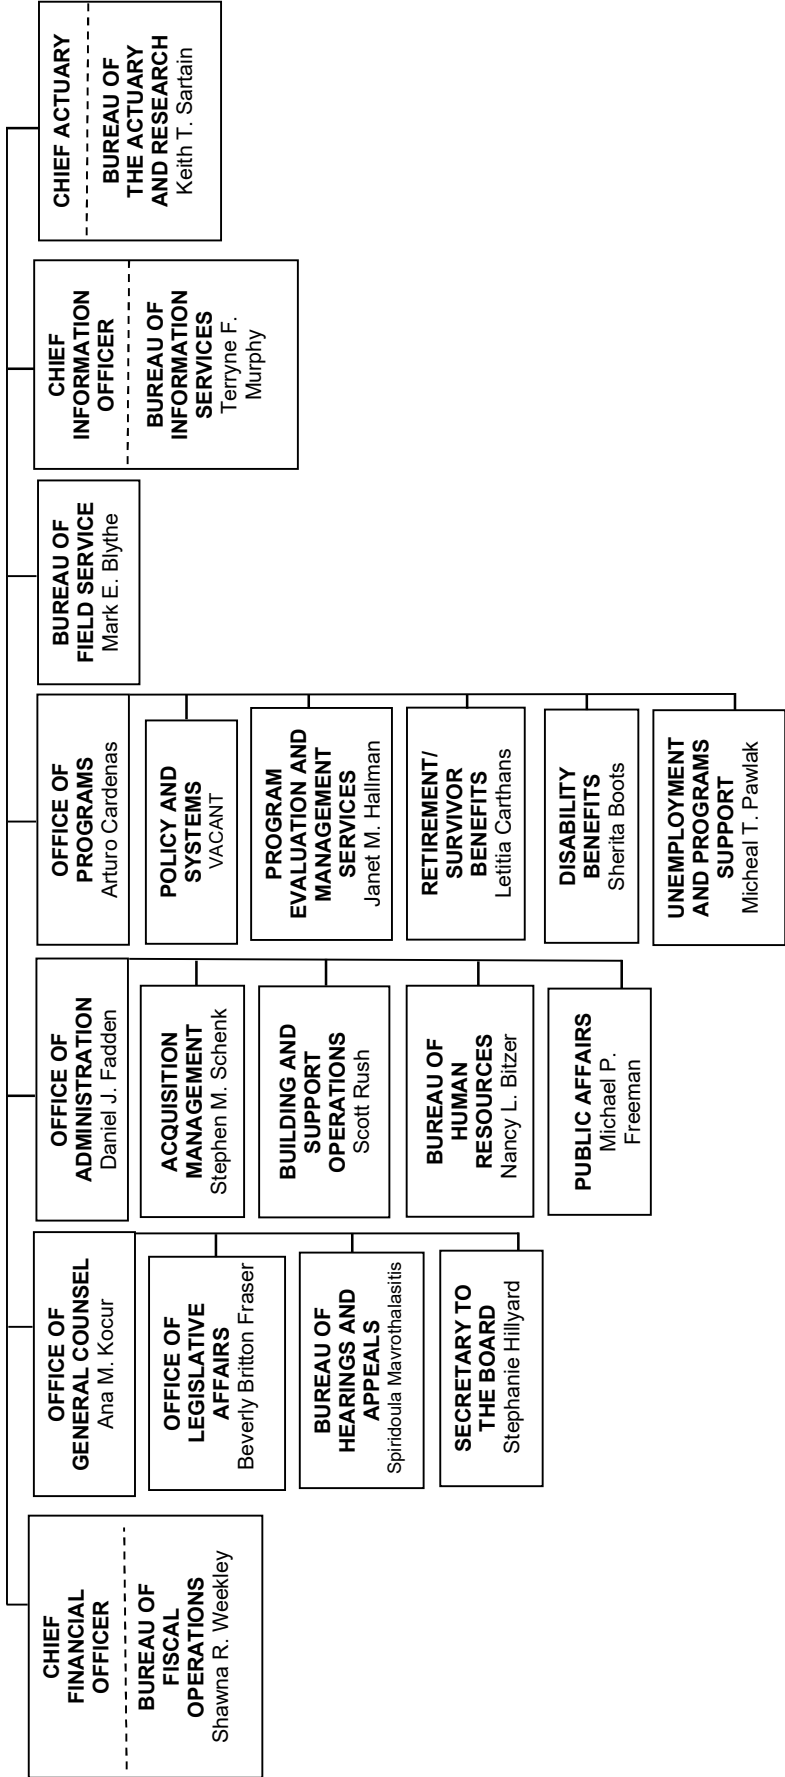 CHIEF
FINANCIAL
OFFICER
BUREAU OF
FISCAL
OPERATIONS
Shawna R. Weekley
OFFICE OF
GENERAL COUNSEL
Ana M. Kocur
OFFICE OF
LEGISLATIVE
AFFAIRS
Beverly Britton Fraser
BUREAU OF
HEARINGS AND
APPEALS
Spiridoula Mavrothalasitis
SECRETARY TO
THE BOARD
Stephanie Hillyard
OFFICE OF
ADMINISTRATION
Daniel J. Fadden
ACQUISITION
MANAGEMENT
Stephen M. Schenk
BUILDING AND
SUPPORT
OPERATIONS
Scott Rush
BUREAU OF
HUMAN
RESOURCES
Nancy L. Bitzer
PUBLIC AFFAIRS
Michael P.
Freeman
OFFICE OF
PROGRAMS
Arturo Cardenas
POLICY AND
SYSTEMS
VACANT
PROGRAM
EVALUATION AND
MANAGEMENT
SERVICES
Janet M. Hallman
RETIREMENT/
SURVIVOR
BENEFITS
Letitia Carthans
DISABILITY
BENEFITS
Sherita Boots
UNEMPLOYMENT
AND PROGRAMS
SUPPORT
Micheal T. Pawlak
BUREAU OF
FIELD SERVICE
Mark E. Blythe
CHIEF
INFORMATION
OFFICER
BUREAU OF
INFORMATION
SERVICES
Terryne F.
Murphy
CHIEF ACTUARY
BUREAU OF
THE ACTUARY
AND RESEARCH
Keith T. Sartain